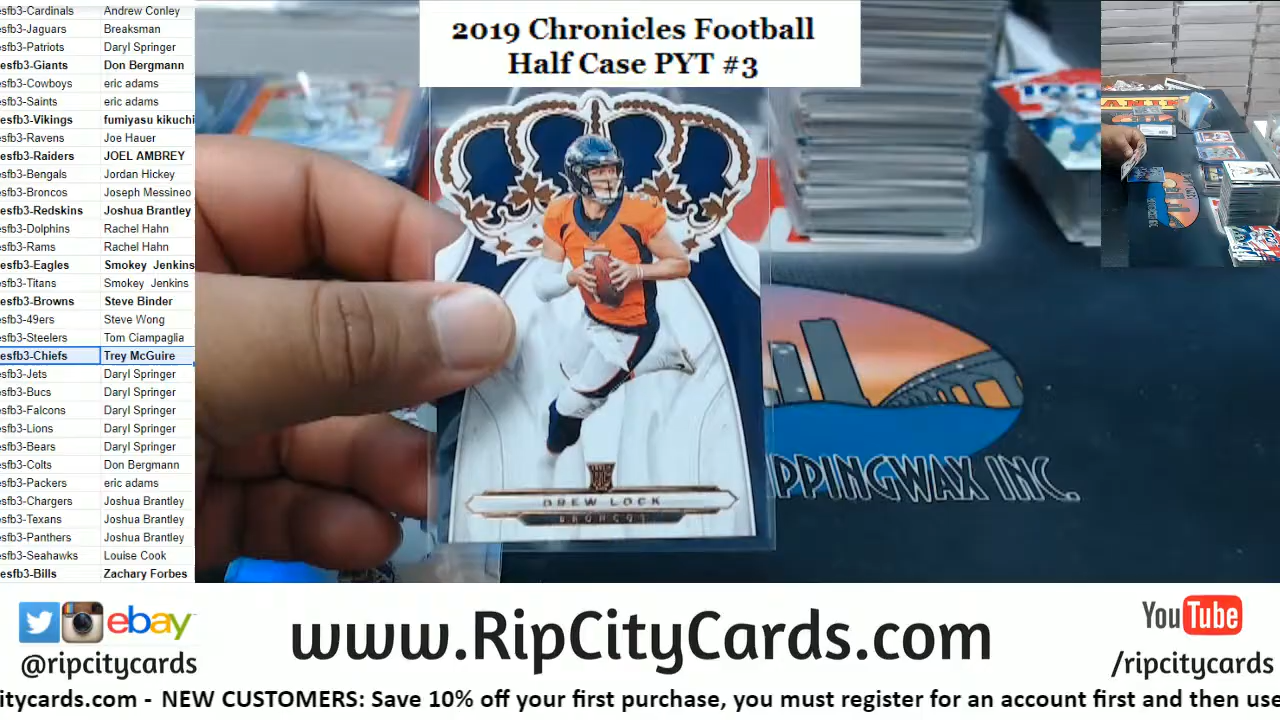 2019 Chronicles Football
Half Case PYT #3
esfb3-Cardinals Andrew Conley
esfb3-Jaguars Breaksman
esfb3-Patriots Daryl Springer
esfb3-Giants Don Bergmann
esfb3-Cowboys eric adams
esfb3-Saints eric adams
esfb3-Vikings fumiyasu kikuchi
esfb3-Ravens Joe Hauer
esfb3-Raiders JOEL AMBREY
esfb3-Bengals Jordan Hickey
esfb3-Broncos Joseph Messineo
esfb3-Redskins Joshua Brantley
esfb3-Dolphins Rachel Hahn
esfb3-Rams Rachel Hahn
esfb3-Eagles Smokey Jenkins
esfb3-Titans Smokey Jenkins
esfb3-Browns Steve Binder
esfb3-49ers Steve Wong
esfb3-Steelers Tom Ciampaglia
esfb3-Chiefs Trey McGuire
esfb3-Jets Daryl Springer
esfb3-Bucs Daryl Springer
esfb3-Falcons Daryl Springer
esfb3-Lions Daryl Springer
esfb3-Bears Daryl Springer
esfb3-Colts Don Bergmann
esfb3-Packers eric adams
esfb3-Chargers Joshua Brantley
esfb3-Texans Joshua Brantley
esfb3-Panthers Joshua Brantley
esfb3-Seahawks Louise Cook
esfb3-Bills Zachary Forbes
DREW LOCK
BRONCOS
PPINGWAX INC.
ebay
@ripcitycards
www.RipCityCards.com
YouTube
/ripcitycards
citycards.com - NEW CUSTOMERS: Save 10% off your first purchase, you must register for an account first and then use